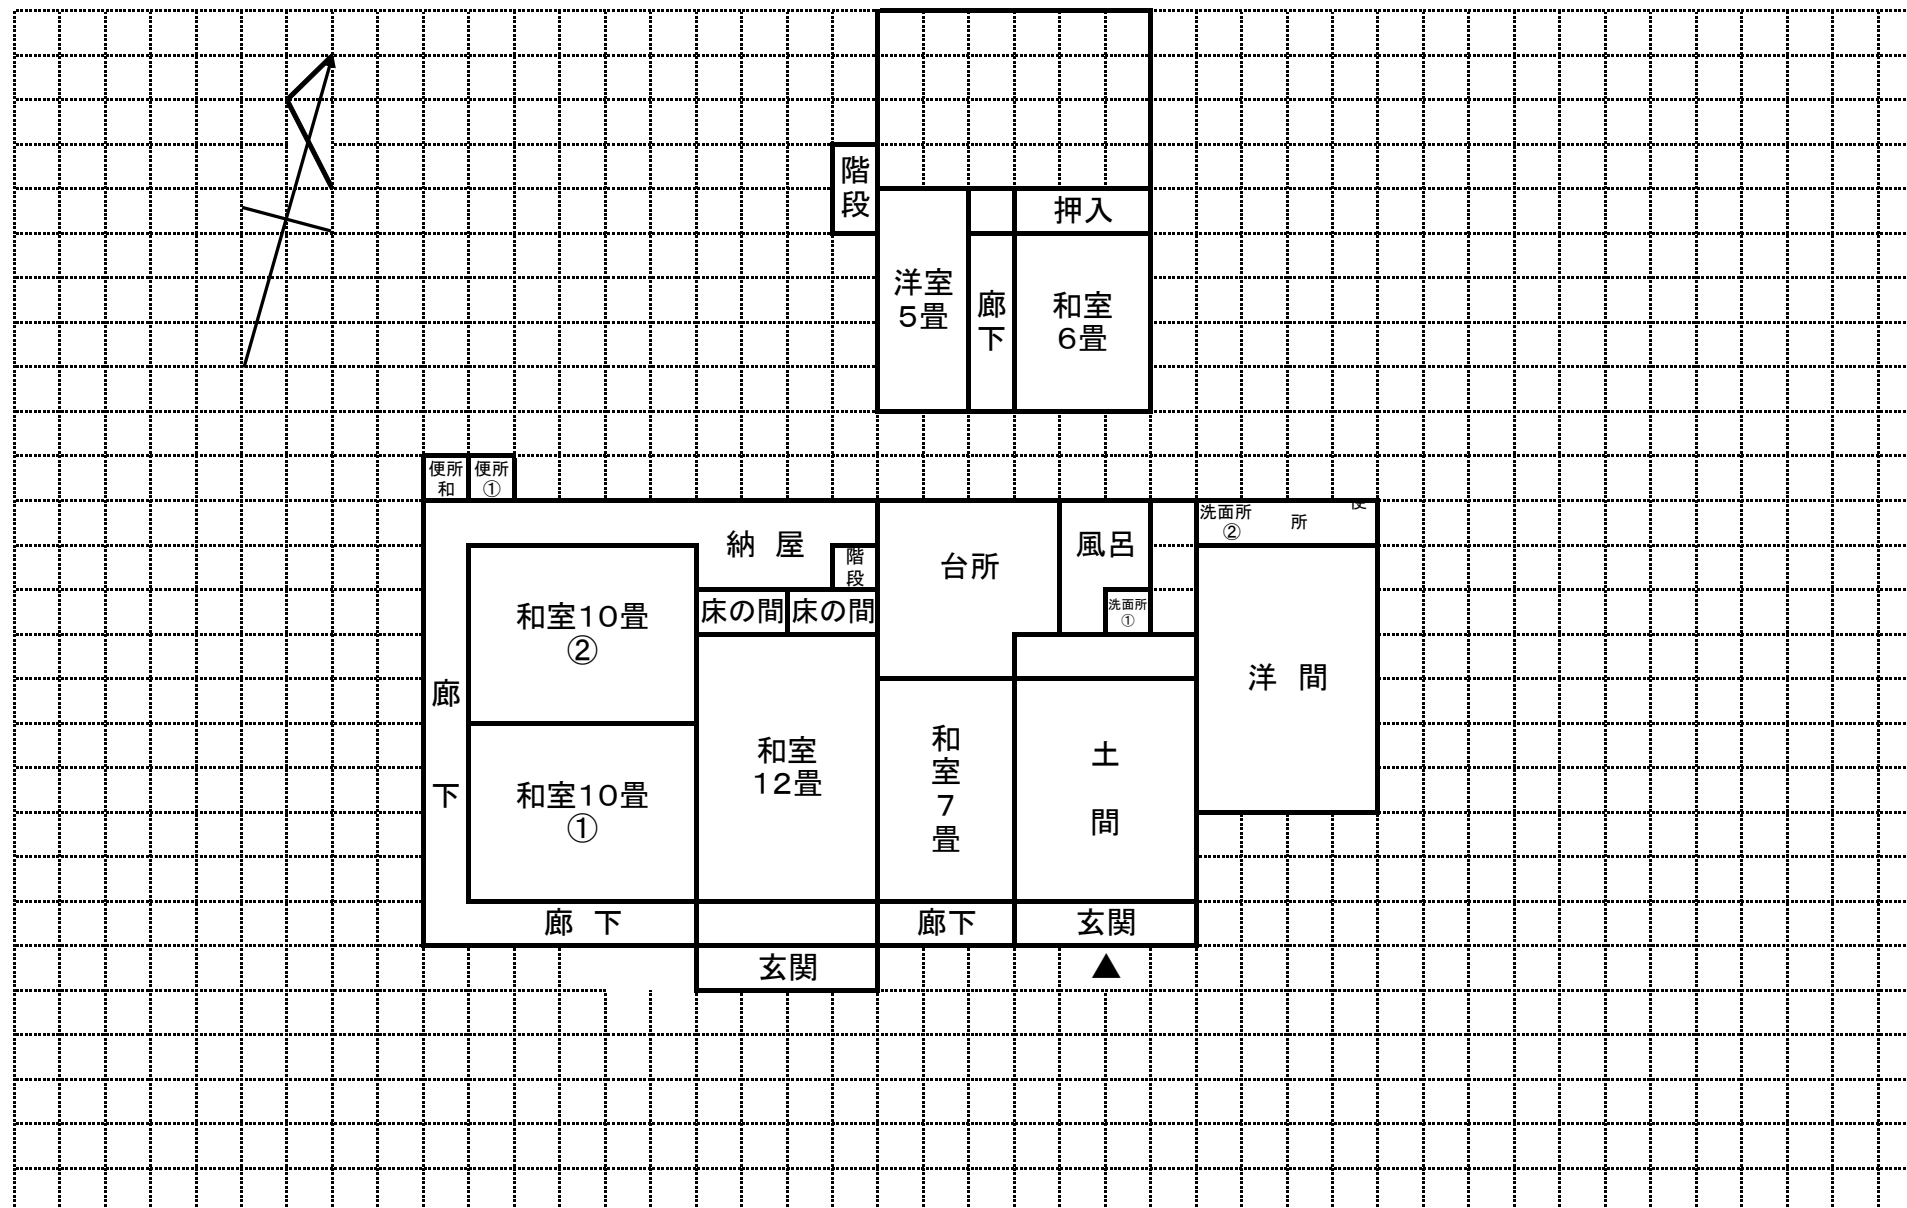 階
段
押入
洋室
5畳
廊
下
和室
6畳
便所
和
便所
①
納 屋
階
段
台所
風呂
洗面所
①
洗面所
②
便
所
床の間
床の間
和室10畳
②
廊
下
和室10畳
①
和室
12畳
和
室
7
畳
土
間
洋 間
廊 下
廊下
玄関
玄関
▲